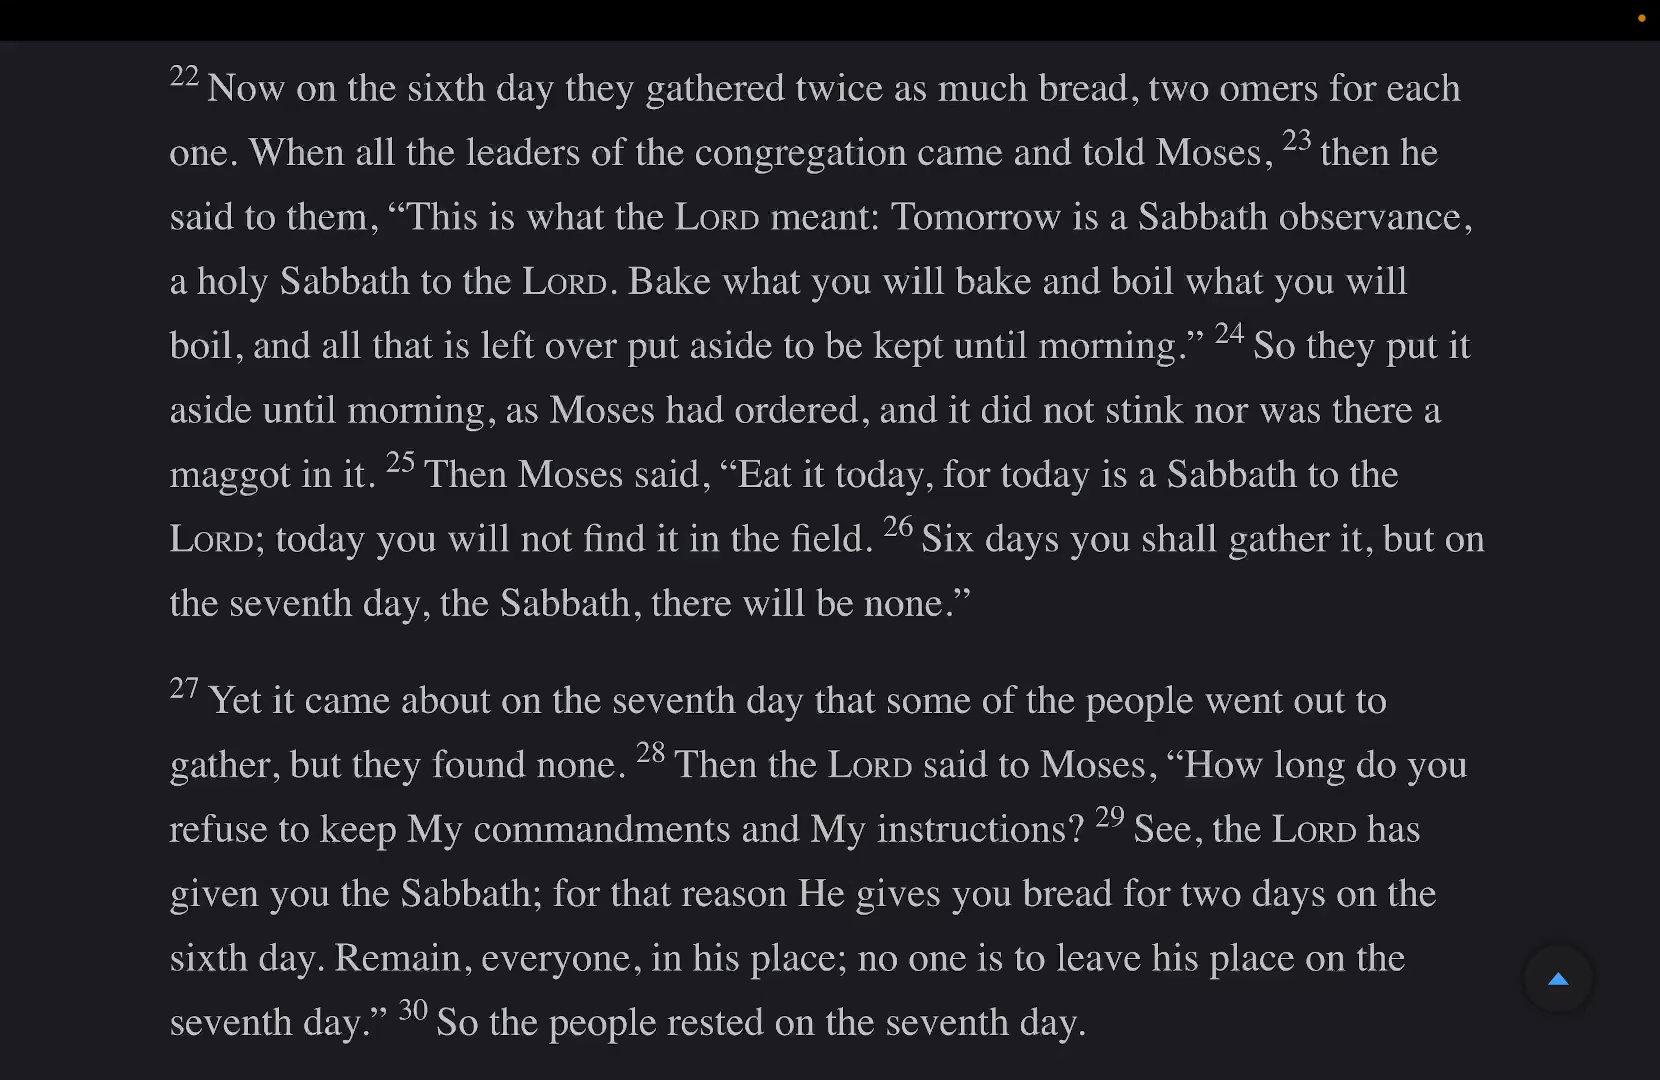 22 Now on the sixth day they gathered twice as much bread, two omers for each
one. When all the leaders of the congregation came and told Moses, 23 then he
said to them, “This is what the LORD meant: Tomorrow is a Sabbath observance,
a holy Sabbath to the LORD. Bake what you will bake and boil what you will
boil, and all that is left over put aside to be kept until morning.” 24 So they put it
aside until morning, as Moses had ordered, and it did not stink nor was there a
maggot in it. 25 Then Moses said, “Eat it today, for today is a Sabbath to the
LORD; today you will not find it in the field. 26 Six days you shall gather it, but on
the seventh day, the Sabbath, there will be none.”
27 Yet it came about on the seventh day that some of the people went out to
gather, but they found none. 28 Then the LORD said to Moses, “How long do you
refuse to keep My commandments and My instructions? 29 See, the LORD has
given you the Sabbath; for that reason He gives you bread for two days on the
sixth day. Remain, everyone, in his place; no one is to leave his place on the
seventh day.” 30 So the people rested on the seventh day.